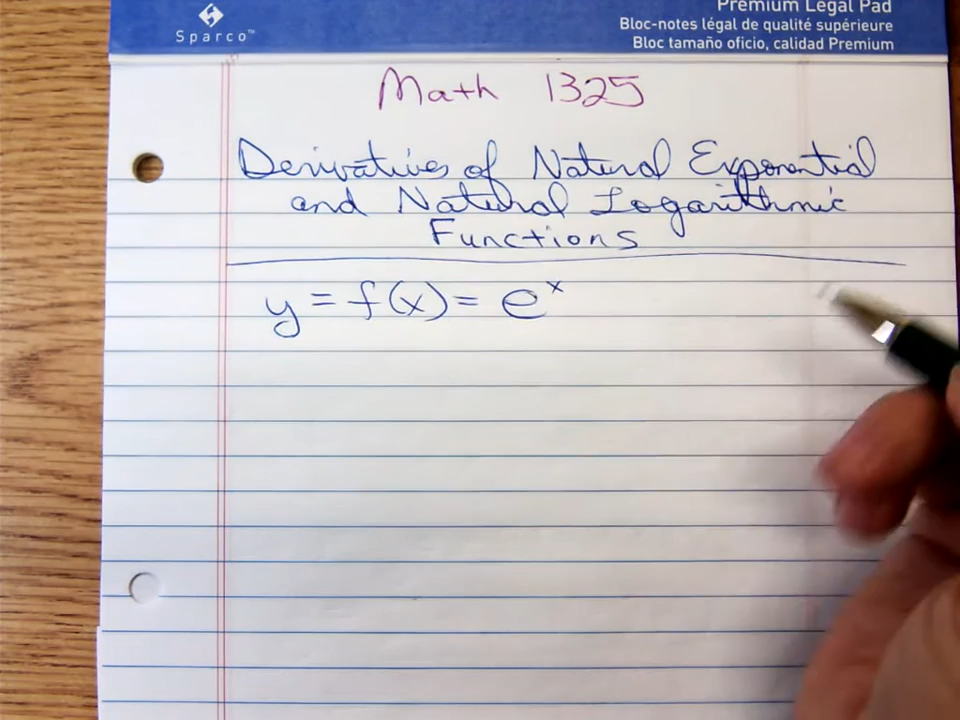 Premium Legal Pad
Sparco™
Bloc-notes légal de qualité supérieure
Bloc tamaño oficio, calidad Premium
Math 1325
Derivatives of Natural Exponential
and Natural Logarithmic
Functions
y = f(x) = e^x